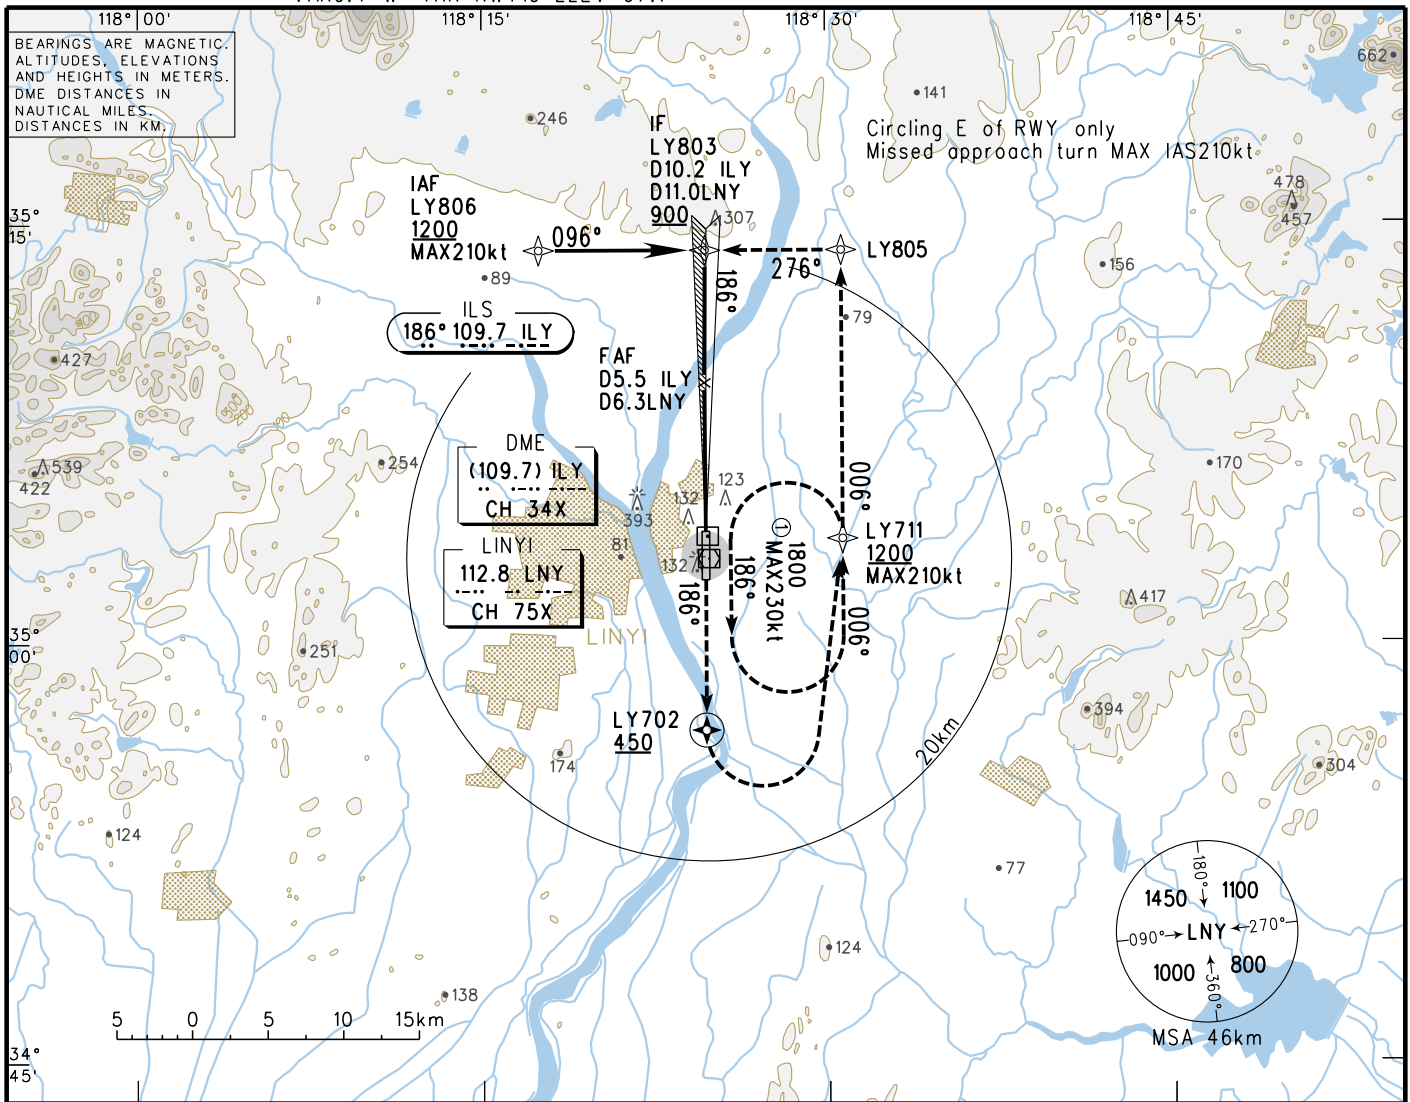 118° 00'
118° 15'
118° 30'
118° 45'
BEARINGS ARE MAGNETIC.
ALTITUDES, ELEVATIONS
AND HEIGHTS IN METERS.
DME DISTANCES IN
NAUTICAL MILES.
DISTANCES IN KM.
662
141
246
Circling E of RWY only
Missed approach turn MAX IAS210kt
IF
LY803
D10.2 ILY
D11.0LNY
900
307
IAF
LY806
1200
MAX210kt
096°
478
457
35°
15'
LY805
276°
156
89
186°
79
ILS
186° 109.7 ILY
400
427
FAF
D5.5 ILY
D6.3LNY
300
200
539
422
254
170
DME
(109.7) ILY
CH 34X
006°
123
132
393
81
132
LINYI
112.8 LNY
CH 75X
1
1800
MAX230kt
186°
186°
LY711
1200
MAX210kt
006°
417
35°
00'
LINYI
251
394
LY702
450
20km
174
304
124
77
180°
1450
1100
090°
LNY
270°
1000
800
360°
MSA 46km
124
138
5 0 5 10 15km
34°
45'